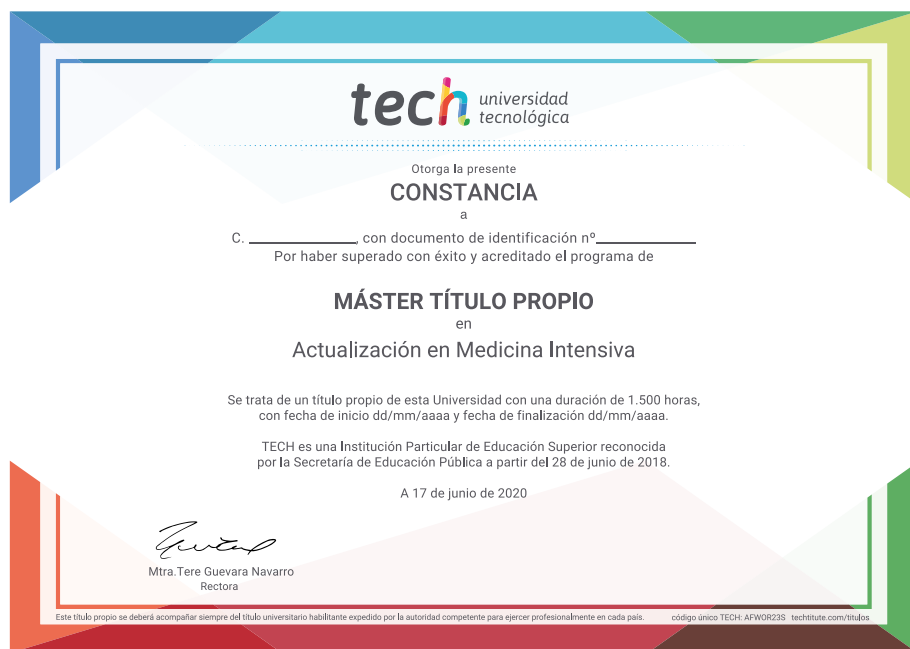 tech universidad
tecnológica
Otorga la presente
CONSTANCIA
a
C. ____________, con documento de identificación nº____________
Por haber superado con éxito y acreditado el programa de
MÁSTER TÍTULO PROPIO
en
Actualización en Medicina Intensiva
Se trata de un título propio de esta Universidad con una duración de 1.500 horas,
con fecha de inicio dd/mm/aaaa y fecha de finalización dd/mm/aaaa.
TECH es una Institución Particular de Educación Superior reconocida
por la Secretaría de Educación Pública a partir del 28 de junio de 2018.
A 17 de junio de 2020
Mtra.Tere Guevara Navarro
Rectora
Este título propio se deberá acompañar siempre del título universitario habilitante expedido por la autoridad competente para ejercer profesionalmente en cada país. código único TECH: AFWOR23S techtitute.com/titulos